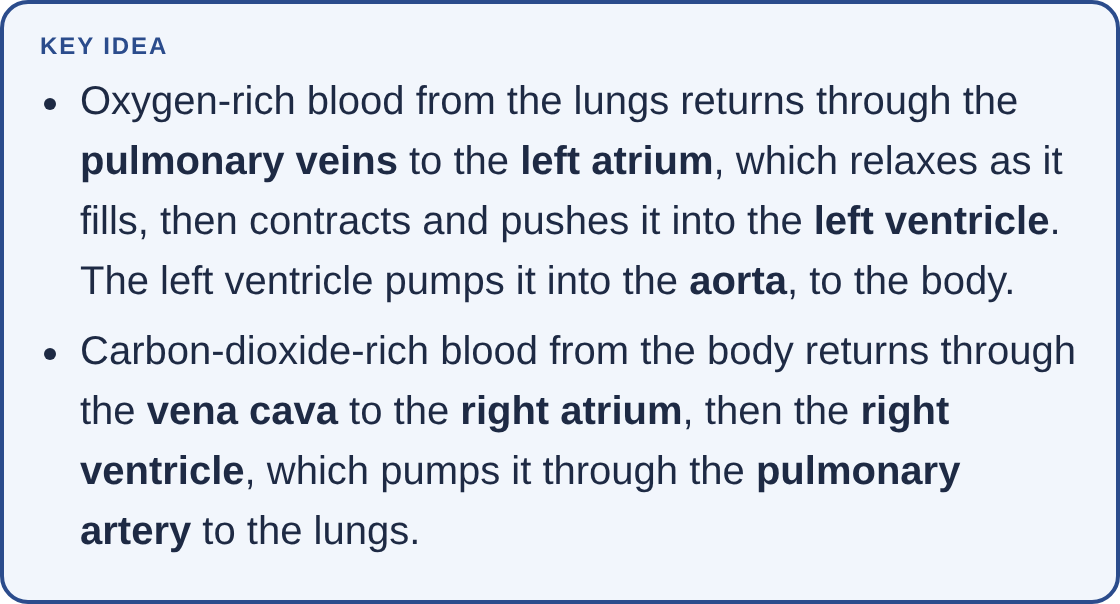 KEY IDEA
• Oxygen-rich blood from the lungs returns through the
pulmonary veins to the left atrium, which relaxes as it
fills, then contracts and pushes it into the left ventricle.
The left ventricle pumps it into the aorta, to the body.
• Carbon-dioxide-rich blood from the body returns through
the vena cava to the right atrium, then the right
ventricle, which pumps it through the pulmonary
artery to the lungs.